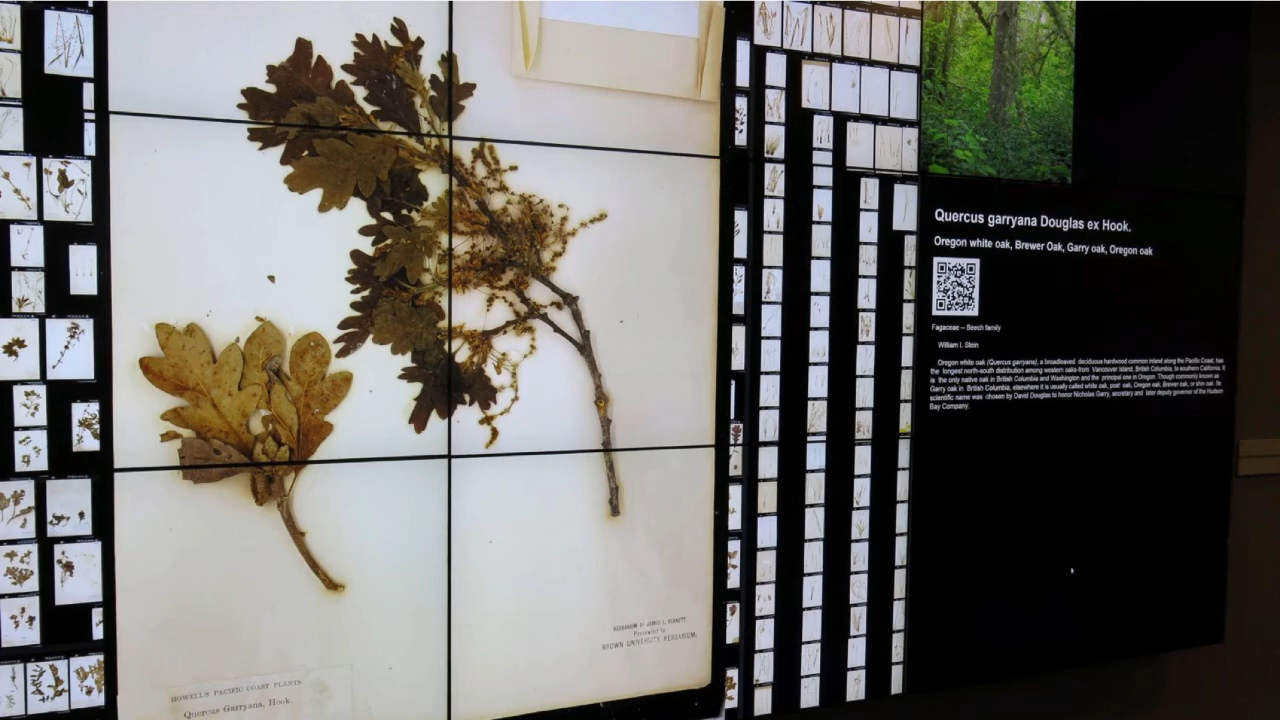 Quercus garryana Douglas ex Hook.
Oregon white oak, Brewer Oak, Garry oak, Oregon oak
Fagaceae -- Beech family
William I. Stein
Oregon white oak (Quercus garryana), a broadleaved deciduous hardwood common inland along the Pacific Coast, has
the longest north-south distribution among western oaks-from Vancouver Island, British Columbia, to southern California. It
is the only native oak in British Columbia and Washington and the principal one in Oregon. Though commonly known as
Garry oak in British Columbia, elsewhere it is usually called white oak, post oak, Oregon oak, Brewer oak, or shin oak. Its
scientific name was chosen by David Douglas to honor Nicholas Garry, secretary and later deputy governor of the Hudson
Bay Company.
HERBARIUM OF JAMES L. BENNETT
Presented to
BROWN UNIVERSITY HERBARIUM.
HOWELL'S PACIFIC COAST PLANTS
Quercus Garryana, Hook.